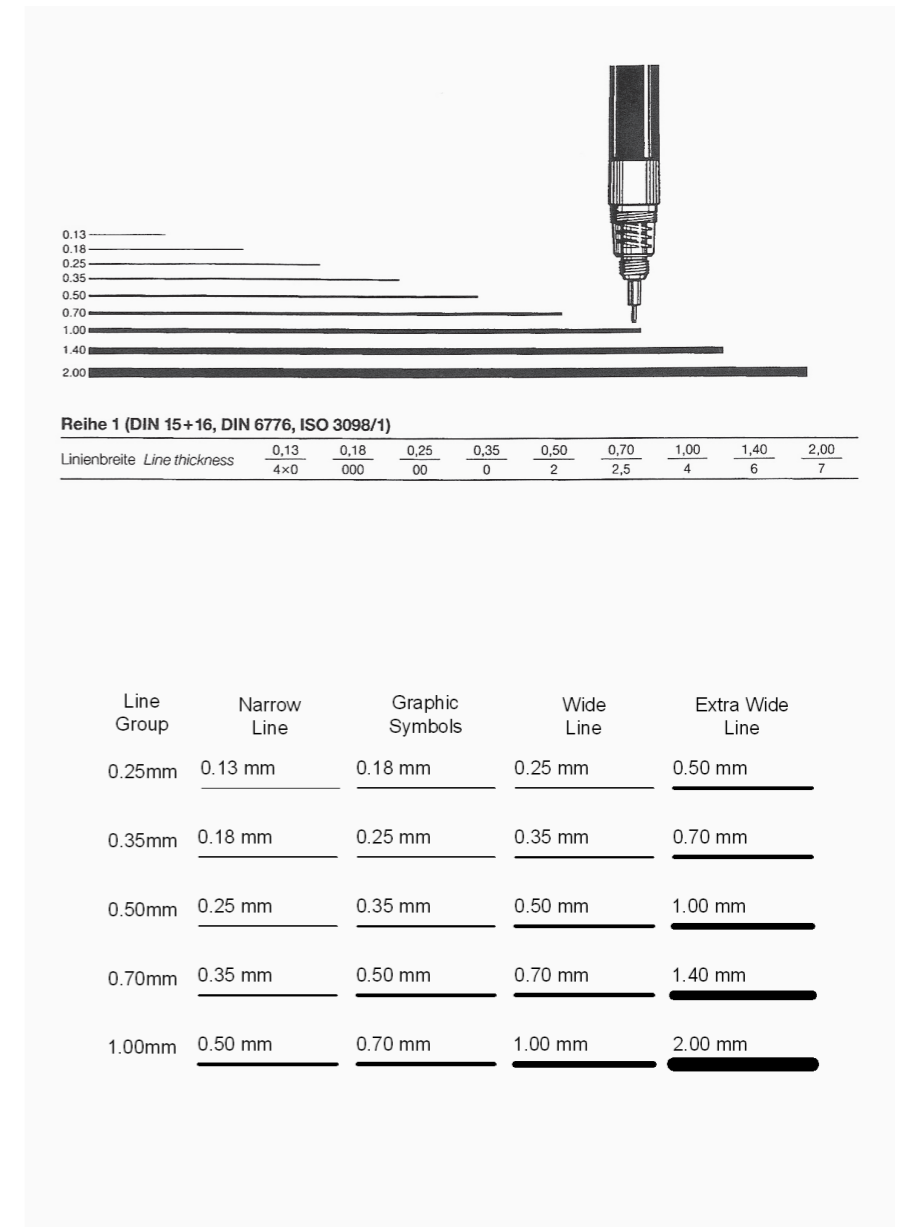 0.13
0.18
0.25
0.35
0.50
0.70
1.00
1.40
2.00
Reihe 1 (DIN 15+16, DIN 6776, ISO 3098/1)
Linienbreite Line thickness 0,13 0,18 0,25 0,35 0,50 0,70 1,00 1,40 2,00
4×0 000 00 0 2 2,5 4 6 7
Line Group Narrow Line Graphic Symbols Wide Line Extra Wide Line
0.25mm 0.13 mm 0.18 mm 0.25 mm 0.50 mm
0.35mm 0.18 mm 0.25 mm 0.35 mm 0.70 mm
0.50mm 0.25 mm 0.35 mm 0.50 mm 1.00 mm
0.70mm 0.35 mm 0.50 mm 0.70 mm 1.40 mm
1.00mm 0.50 mm 0.70 mm 1.00 mm 2.00 mm